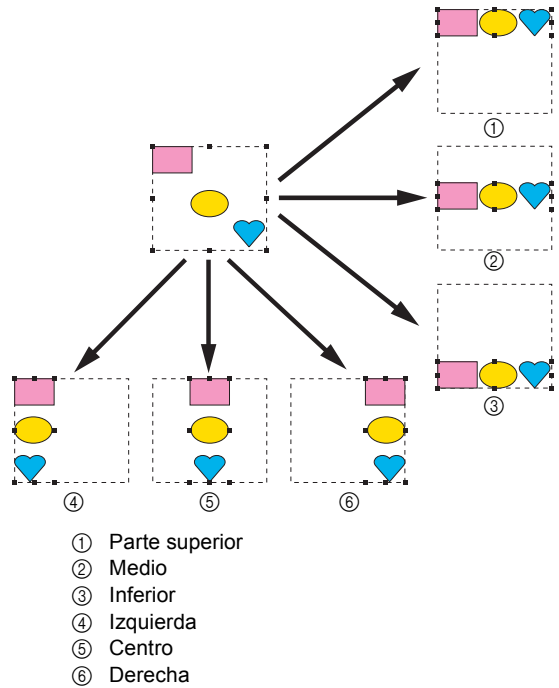 ①
②
③
④ ⑤ ⑥
① Parte superior
② Medio
③ Inferior
④ Izquierda
⑤ Centro
⑥ Derecha